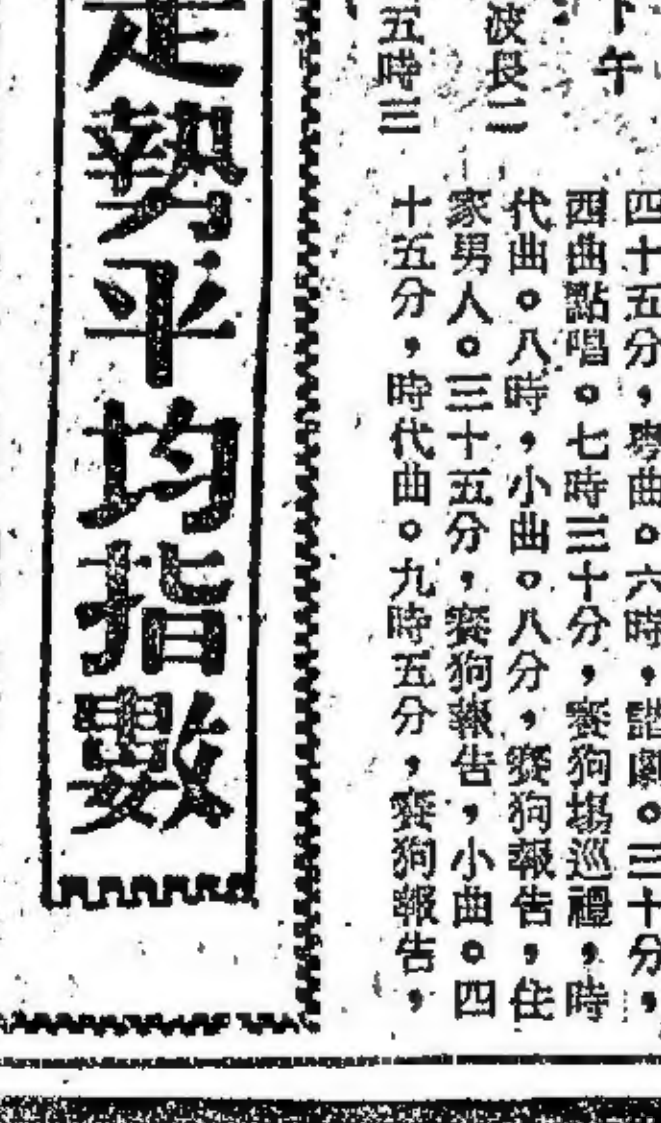 下午
四十五分，粵曲。六時，諧劇。三十分，
波長二
西曲點唱。七時三十分，賽狗塲巡禮，時
代曲。八時，小曲。八分，賽狗報告，住
五時三
家男人。三十五分，賽狗報告，小曲。四
十五分，時代曲。九時五分，賽狗報告，
走勢平均指數